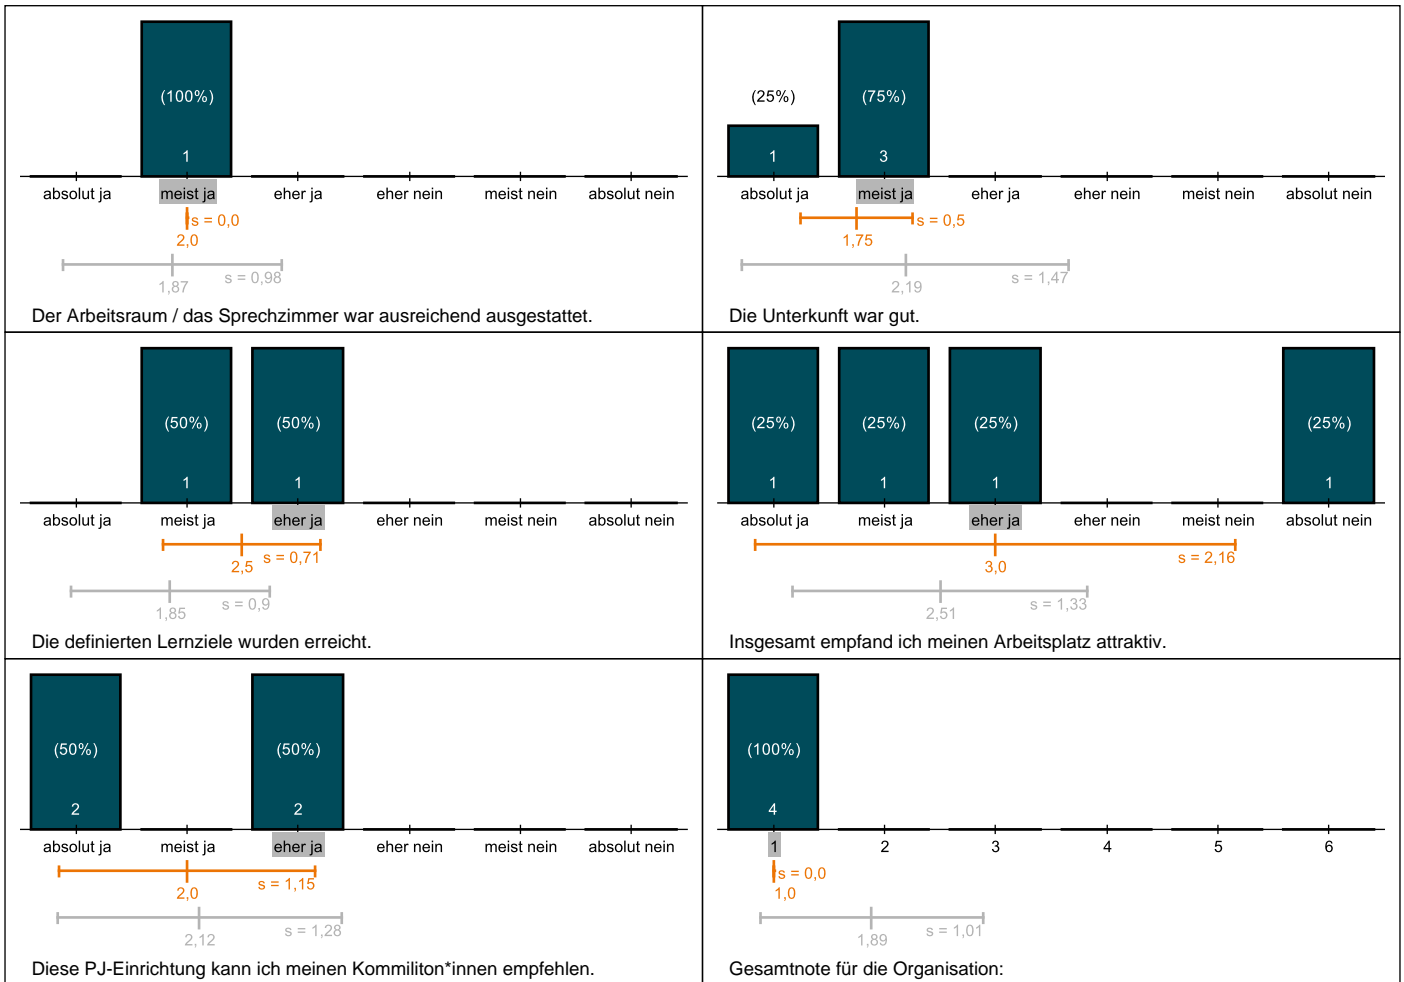 (100%)
1
absolut ja meist ja eher ja eher nein meist nein absolut nein
s = 0,0
2,0
s = 0,98
1,87
Der Arbeitsraum / das Sprechzimmer war ausreichend ausgestattet.
(25%) (75%)
1 3
absolut ja meist ja eher ja eher nein meist nein absolut nein
s = 0,5
1,75
s = 1,47
2,19
Die Unterkunft war gut.
(50%) (50%)
1 1
absolut ja meist ja eher ja eher nein meist nein absolut nein
s = 0,71
2,5
s = 0,9
1,85
Die definierten Lernziele wurden erreicht.
(25%) (25%) (25%) (25%)
1 1 1 1
absolut ja meist ja eher ja eher nein meist nein absolut nein
s = 2,16
3,0
s = 1,33
2,51
Insgesamt empfand ich meinen Arbeitsplatz attraktiv.
(50%) (50%)
2 2
absolut ja meist ja eher ja eher nein meist nein absolut nein
s = 1,15
2,0
s = 1,28
2,12
Diese PJ-Einrichtung kann ich meinen Kommiliton*innen empfehlen.
(100%)
4
1 2 3 4 5 6
s = 0,0
1,0
s = 1,01
1,89
Gesamtnote für die Organisation: